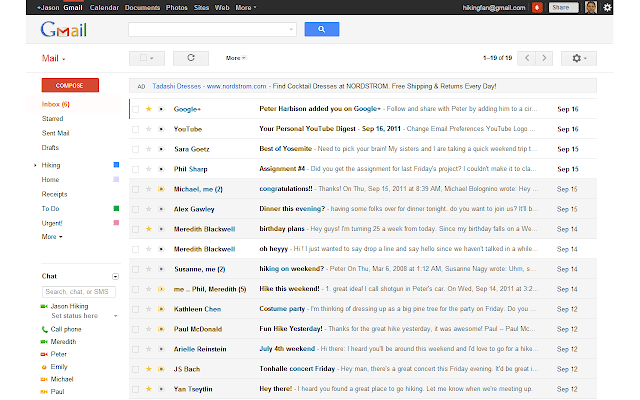 +Jason Gmail Calendar Documents Photos Sites Web More hikingfan@gmail.com Share
Gmail
Mail More 1–19 of 19
COMPOSE
AD Tadashi Dresses - www.nordstrom.com - Find Cocktail Dresses at NORDSTROM. Free Shipping & Returns Every Day!
Inbox (6)
Starred
Sent Mail
Drafts
Hiking
Home
Receipts
To Do
Urgent!
More
Google+ Peter Harbison added you on Google+ - Follow and share with Peter by adding him to a cir... Sep 16
YouTube Your Personal YouTube Digest - Sep 16, 2011 - Change Email Preferences YouTube Logo ... Sep 16
Sara Goetz Best of Yosemite - Need to pick your brain! My sisters and I are taking a quick weekend trip t... Sep 15
Phil Sharp Assignment #4 - Did you get the assignment for last Friday's project? I couldn't make it to cla... Sep 15
Michael, me (2) congratulations!! - Thanks! On Thu, Sep 15, 2011 at 8:39 AM, Michael Bolognino wrote: Hey ... Sep 15
Alex Gawley Dinner this evening? - having some folks over for dinner tonight. do you want to join us? It'll b... Sep 15
Meredith Blackwell birthday plans - Hey guys! I'm turning 25 a week from today. Since my birthday falls on a We... Sep 14
Meredith Blackwell oh heyyy - Hi ! I just wanted to say drop a line and say hello since we haven't talked in a while... Sep 14
Susanne, me (2) hiking on weekend? - Peter On Thu, Mar 6, 2008 at 1:12 AM, Susanne Nagy wrote: Uhm, s... Sep 14
me .. Phil, Meredith (5) Hike this weekend! - 1. great idea! I call shotgun in Peter's car. On Wed, Sep 14, 2011 at 3:2... Sep 14
Kathleen Chen Costume party - I'm thinking of dressing up as a big pine tree for the party on Friday. Do you ... Sep 12
Paul McDonald Fun Hike Yesterday! - Thanks for the great hike yesterday, it was awesome! Paul -- Paul Mc... Sep 12
Arielle Reinstein July 4th weekend - Hi there: I heard you'll be around this weekend and I'd love to go for a hike... Sep 12
JS Bach Tonhalle concert Friday - Hey man, there's a great concert this Friday evening. It'd be great i... Sep 12
Yan Tseytlin Hey there! - I heard you found a great place to go hiking. Let me know when we're meeting up. Sep 12
Chat
Search, chat, or SMS
Jason Hiking
Set status here
Call phone
Meredith
Peter
Emily
Michael
Paul